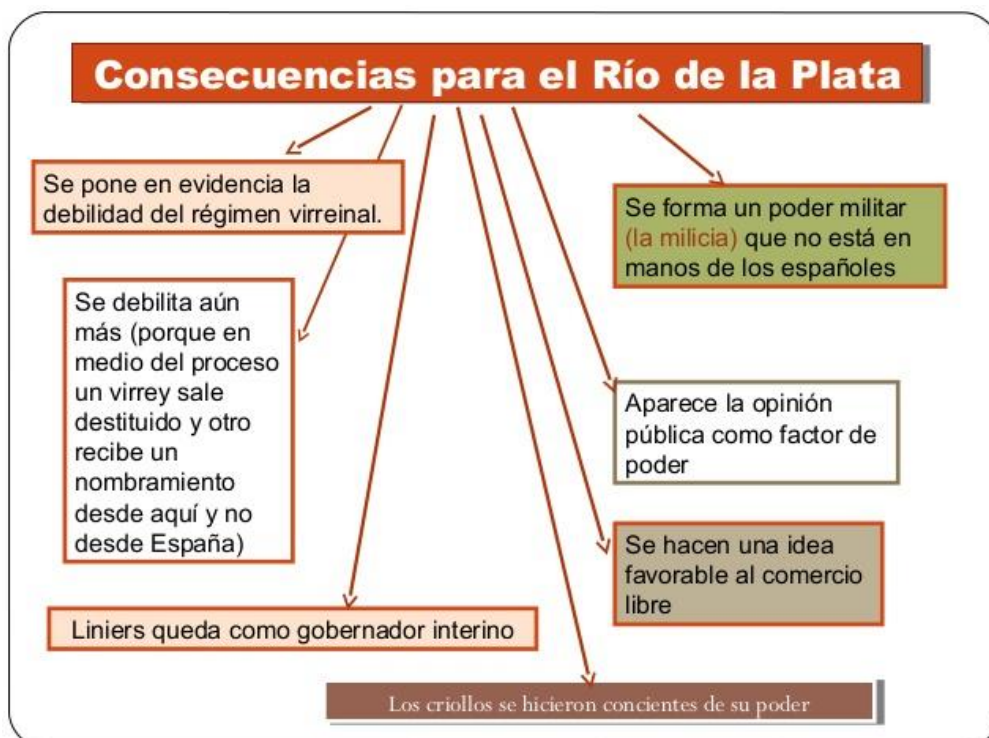 Consecuencias para el Río de la Plata
Se pone en evidencia la
debilidad del régimen virreinal.
Se debilita aún
más (porque en
medio del proceso
un virrey sale
destituido y otro
recibe un
nombramiento
desde aquí y no
desde España)
Liniers queda como gobernador interino
Se forma un poder militar
(la milicia) que no está en
manos de los españoles
Aparece la opinión
pública como factor de
poder
Se hacen una idea
favorable al comercio
libre
Los criollos se hicieron concientes de su poder